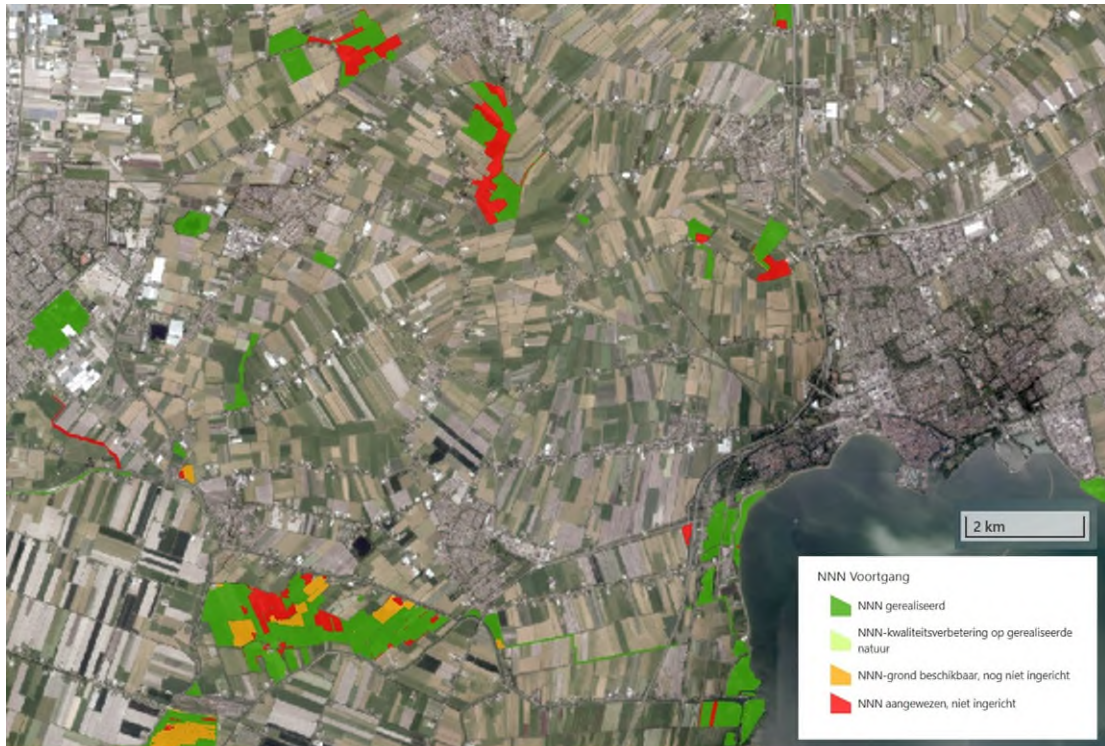 2 km
NNN Voortgang
NNN gerealiseerd
NNN-kwaliteitsverbetering op gerealiseerde
natuur
NNN-grond beschikbaar, nog niet ingericht
NNN aangewezen, niet ingericht